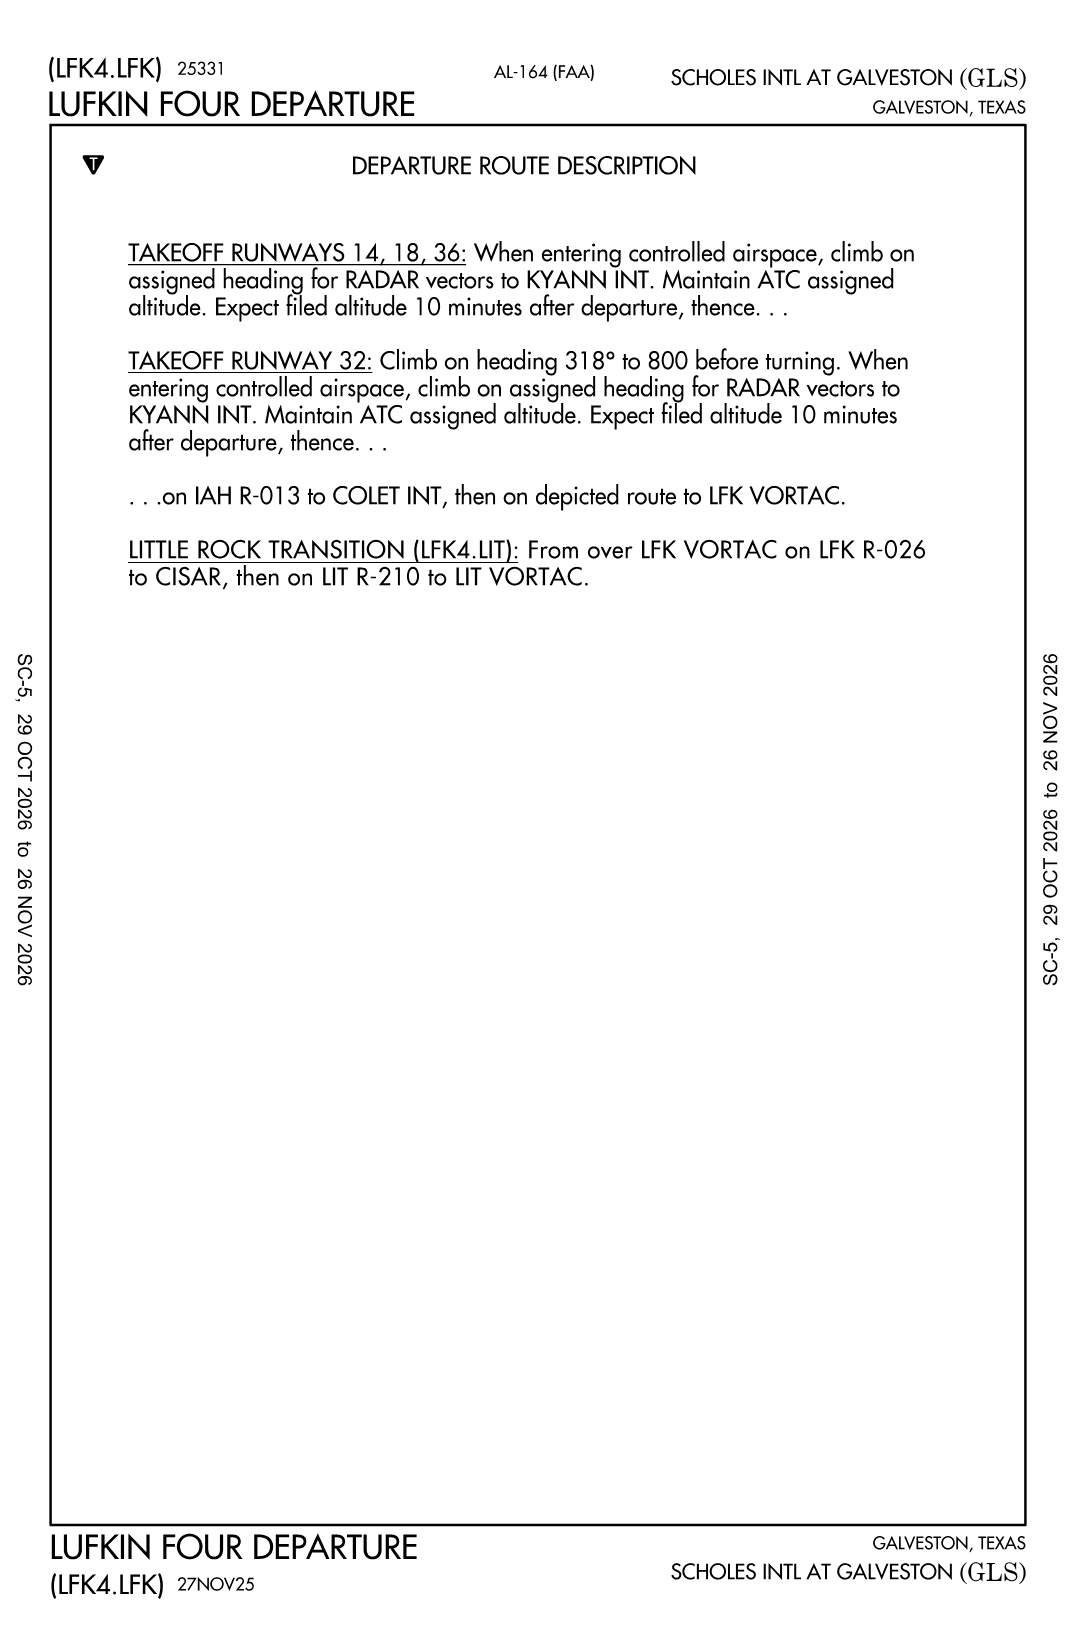 (LFK4.LFK) 25331
AL-164 (FAA)
SCHOLES INTL AT GALVESTON (GLS)
LUFKIN FOUR DEPARTURE
GALVESTON, TEXAS
T
DEPARTURE ROUTE DESCRIPTION
TAKEOFF RUNWAYS 14, 18, 36: When entering controlled airspace, climb on
assigned heading for RADAR vectors to KYANN INT. Maintain ATC assigned
altitude. Expect filed altitude 10 minutes after departure, thence. . .
TAKEOFF RUNWAY 32: Climb on heading 318° to 800 before turning. When
entering controlled airspace, climb on assigned heading for RADAR vectors to
KYANN INT. Maintain ATC assigned altitude. Expect filed altitude 10 minutes
after departure, thence. . .
. . .on IAH R-013 to COLET INT, then on depicted route to LFK VORTAC.
LITTLE ROCK TRANSITION (LFK4.LIT): From over LFK VORTAC on LFK R-026
to CISAR, then on LIT R-210 to LIT VORTAC.
SC-5, 29 OCT 2026 to 26 NOV 2026
SC-5, 29 OCT 2026 to 26 NOV 2026
LUFKIN FOUR DEPARTURE
GALVESTON, TEXAS
(LFK4.LFK) 27NOV25
SCHOLES INTL AT GALVESTON (GLS)